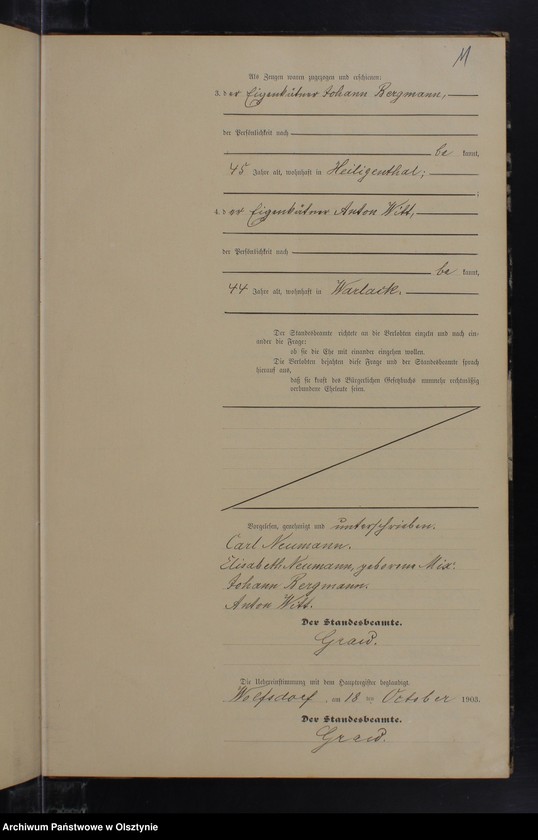 11
Als Zeugen waren zugezogen und erschienen:
3. der Eigenkätner Johann Bergmann,
der Persönlichkeit nach
be kannt,
45 Jahre alt, wohnhaft in Heiligenthal;
;
4. der Eigenkätner Anton Witt,
der Persönlichkeit nach
be kannt,
44 Jahre alt, wohnhaft in Warlack.
Der Standesbeamte richtete an die Verlobten einzeln und nach ein-
ander die Frage:
ob sie die Ehe mit einander eingehen wollen.
Die Verlobten bejahten diese Frage und der Standesbeamte sprach
hierauf aus,
daß sie kraft des Bürgerlichen Gesetzbuchs nunmehr rechtmäßig
verbundene Eheleute seien.
Vorgelesen, genehmigt und unterschrieben.
Carl Neumann.
Elisabeth Neumann, geborene Mix.
Johann Bergmann.
Anton Witt.
Der Standesbeamte.
Die Uebereinstimmung mit dem Hauptregister beglaubigt.
Wolfsdorf, am 18 ten October 1905.
Der Standesbeamte.
Archiwum Państwowe w Olsztynie